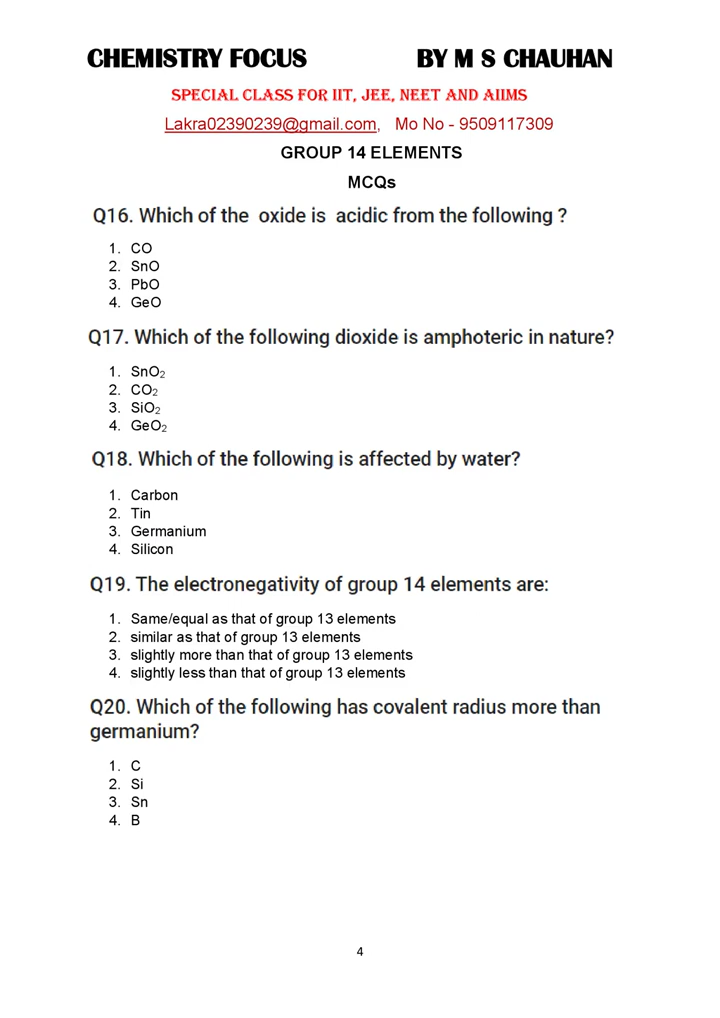 CHEMISTRY FOCUS BY M S CHAUHAN
SPECIAL CLASS FOR IIT, JEE, NEET AND AIIMS
Lakra02390239@gmail.com, Mo No - 9509117309
GROUP 14 ELEMENTS
MCQs
Q16. Which of the oxide is acidic from the following ?
1. CO
2. SnO
3. PbO
4. GeO
Q17. Which of the following dioxide is amphoteric in nature?
1. SnO₂
2. CO₂
3. SiO₂
4. GeO₂
Q18. Which of the following is affected by water?
1. Carbon
2. Tin
3. Germanium
4. Silicon
Q19. The electronegativity of group 14 elements are:
1. Same/equal as that of group 13 elements
2. similar as that of group 13 elements
3. slightly more than that of group 13 elements
4. slightly less than that of group 13 elements
Q20. Which of the following has covalent radius more than
germanium?
1. C
2. Si
3. Sn
4. B
4